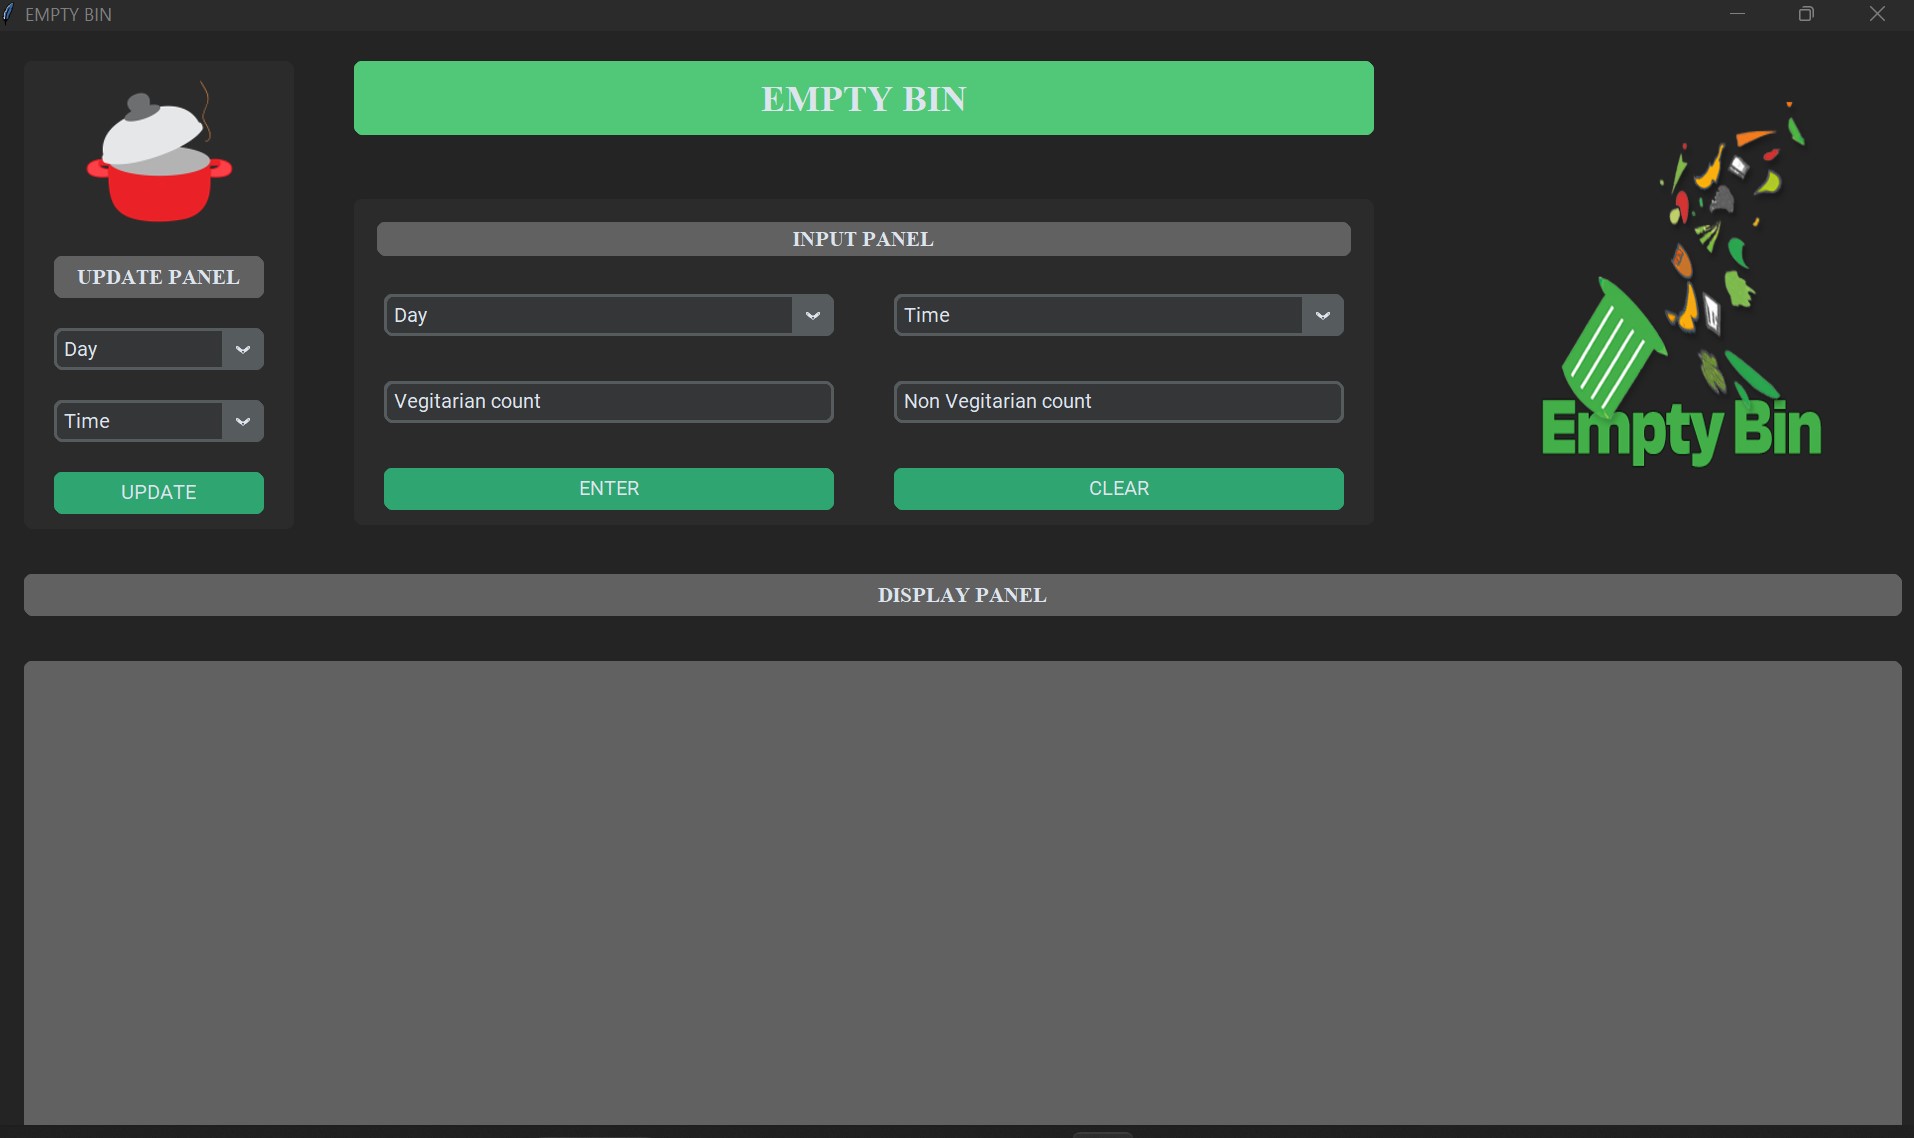 EMPTY BIN
EMPTY BIN
UPDATE PANEL
Day
Time
UPDATE
INPUT PANEL
Day
Time
Vegitarian count
Non Vegitarian count
ENTER
CLEAR
Empty Bin
DISPLAY PANEL